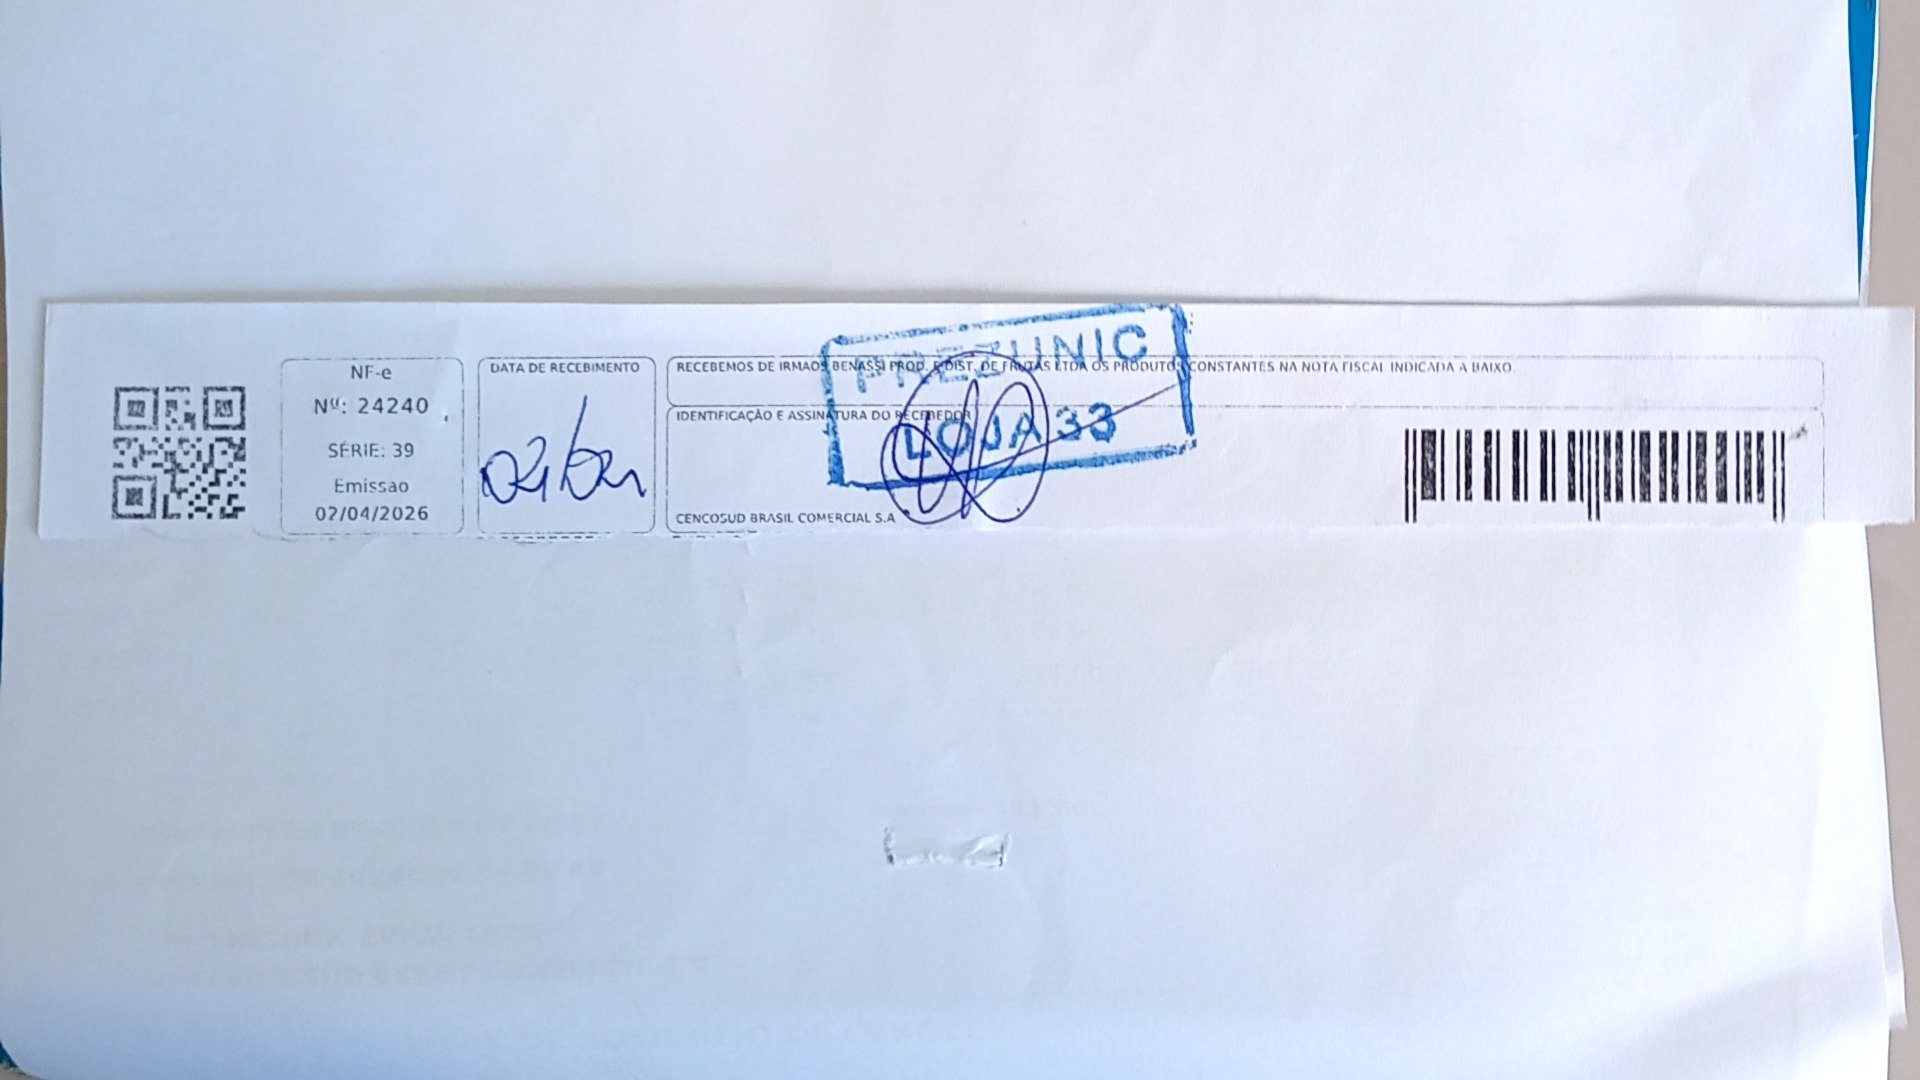 NF-e
Nº: 24240
SÉRIE: 39
Emissao
02/04/2026
DATA DE RECEBIMENTO
RECEBEMOS DE IRMAOS BENASSI PROD. E DIST. DE FRUTAS LTDA OS PRODUTOS CONSTANTES NA NOTA FISCAL INDICADA A BAIXO
IDENTIFICAÇÃO E ASSINATURA DO RECEBEDOR
CENCOSUD BRASIL COMERCIAL S.A
PREZUNIC
LOJA 33